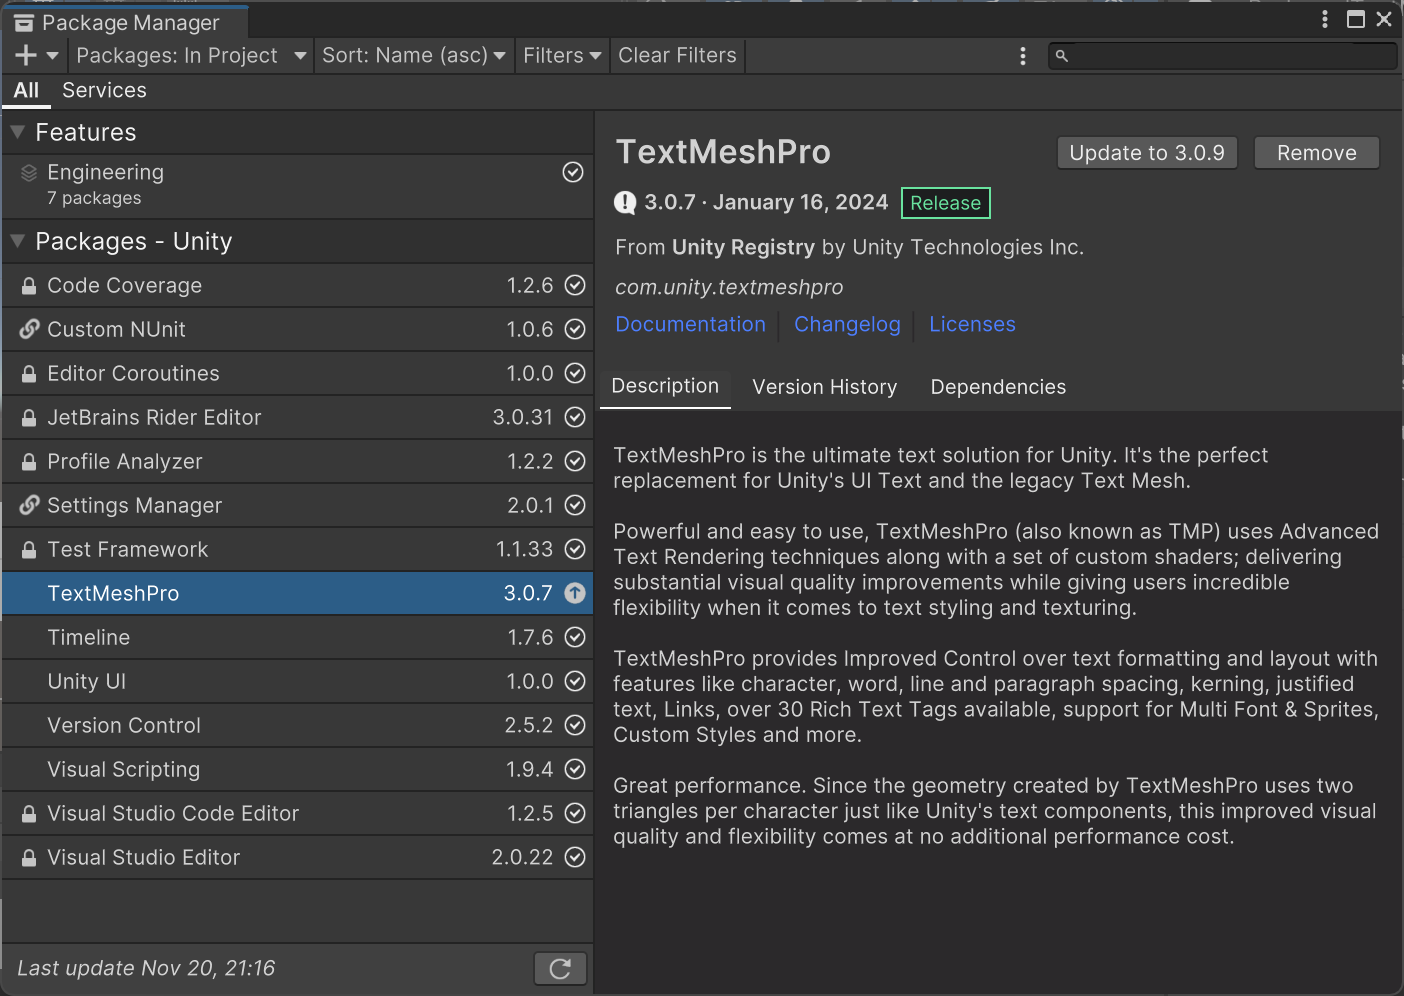 Package Manager
Packages: In Project
Sort: Name (asc)
Filters
Clear Filters
All
Services
Features
Engineering
7 packages
Packages - Unity
Code Coverage 1.2.6
Custom NUnit 1.0.6
Editor Coroutines 1.0.0
JetBrains Rider Editor 3.0.31
Profile Analyzer 1.2.2
Settings Manager 2.0.1
Test Framework 1.1.33
TextMeshPro 3.0.7
Timeline 1.7.6
Unity UI 1.0.0
Version Control 2.5.2
Visual Scripting 1.9.4
Visual Studio Code Editor 1.2.5
Visual Studio Editor 2.0.22
Last update Nov 20, 21:16
TextMeshPro
Update to 3.0.9
Remove
3.0.7 · January 16, 2024 Release
From Unity Registry by Unity Technologies Inc.
com.unity.textmeshpro
Documentation
Changelog
Licenses
Description
Version History
Dependencies
TextMeshPro is the ultimate text solution for Unity. It's the perfect
replacement for Unity's UI Text and the legacy Text Mesh.
Powerful and easy to use, TextMeshPro (also known as TMP) uses Advanced
Text Rendering techniques along with a set of custom shaders; delivering
substantial visual quality improvements while giving users incredible
flexibility when it comes to text styling and texturing.
TextMeshPro provides Improved Control over text formatting and layout with
features like character, word, line and paragraph spacing, kerning, justified
text, Links, over 30 Rich Text Tags available, support for Multi Font & Sprites,
Custom Styles and more.
Great performance. Since the geometry created by TextMeshPro uses two
triangles per character just like Unity's text components, this improved visual
quality and flexibility comes at no additional performance cost.